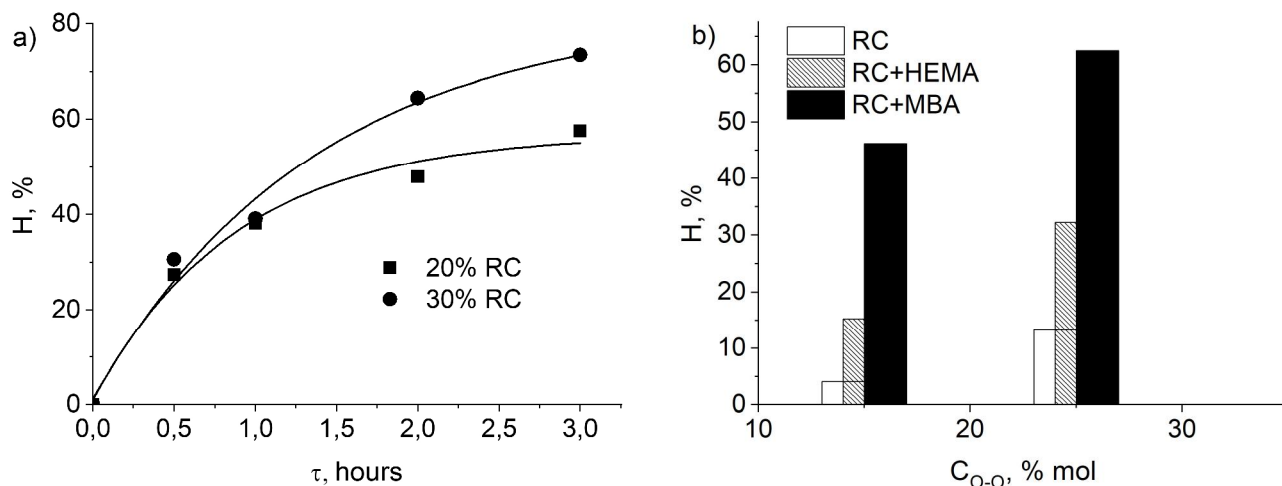 a)
80
60
40
20
0
H, %
0,0 0,5 1,0 1,5 2,0 2,5 3,0
τ, hours
20% RC
30% RC
b)
60
50
40
30
20
10
0
H, %
RC
RC+HEMA
RC+MBA
10 20 30
C_O-O, % mol